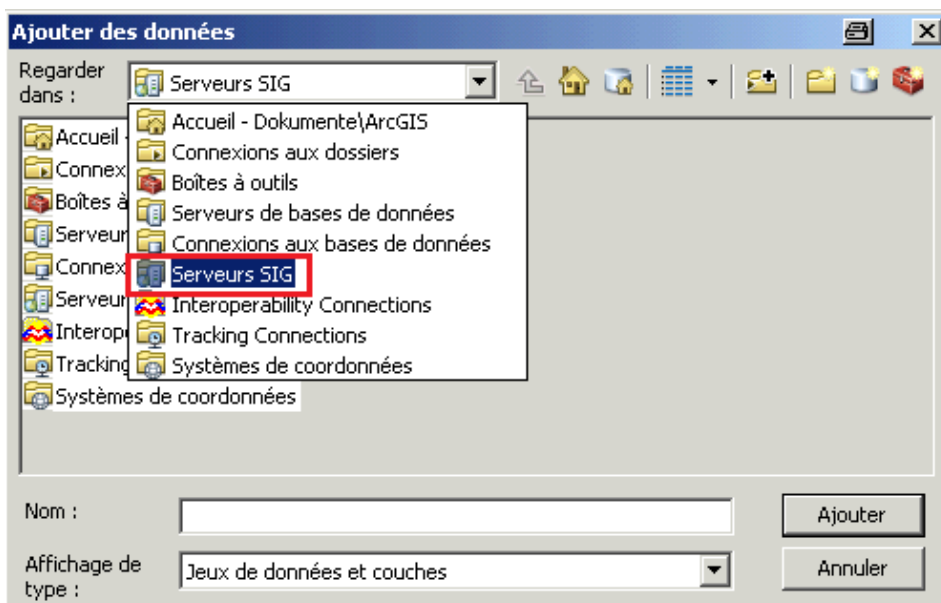 Ajouter des données
Regarder
dans :
Serveurs SIG
Accueil - Dokumente\ArcGIS
Connexions aux dossiers
Boîtes à outils
Serveurs de bases de données
Connexions aux bases de données
Serveurs SIG
Interoperability Connections
Tracking Connections
Systèmes de coordonnées
Accueil -
Connex
Boîtes à
Serveur
Connex
Serveur
Interop
Tracking
Systèmes de coordonnées
Nom :
Ajouter
Affichage de
type :
Jeux de données et couches
Annuler